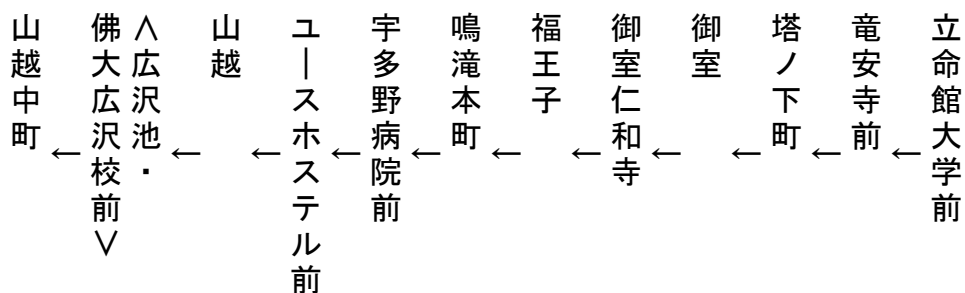 立命館大学前
←
竜安寺前
←
塔ノ下町
←
御室
←
御室仁和寺
←
福王子
←
鳴滝本町
←
宇多野病院前
←
ユースホステル前
←
山越
←
<広沢池・
佛大広沢校前>
←
山越中町